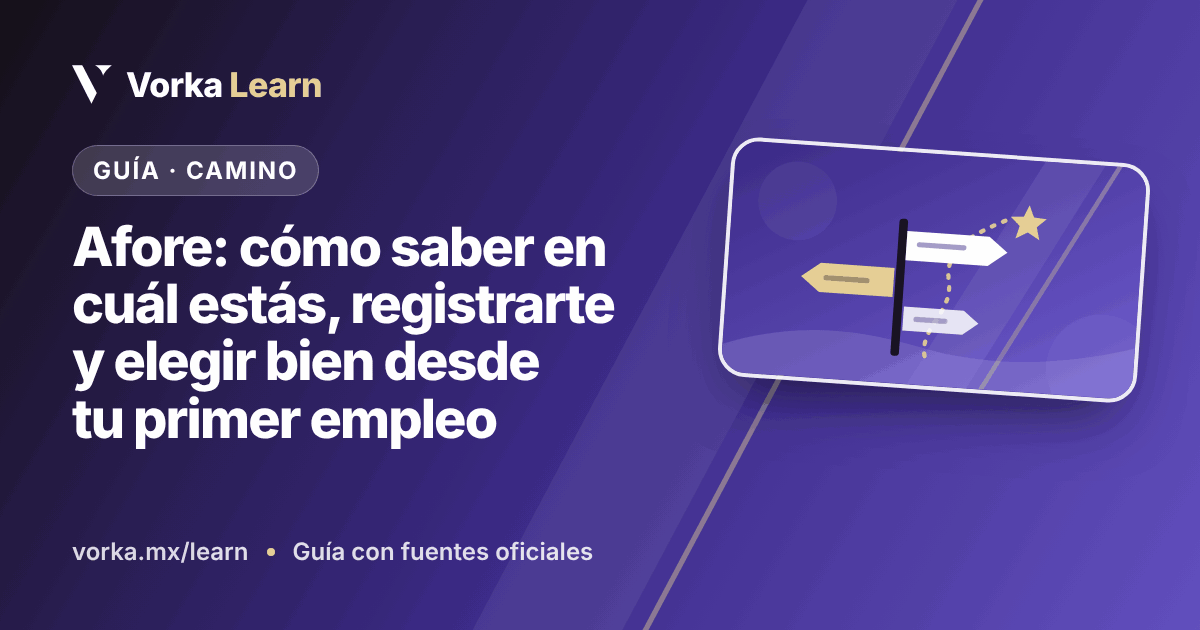 Vorka Learn
GUÍA · CAMINO
Afore: cómo saber en
cuál estás, registrarte
y elegir bien desde
tu primer empleo
vorka.mx/learn • Guía con fuentes oficiales